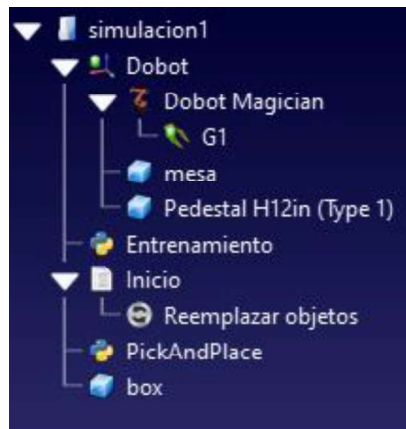 simulacion1
Dobot
Dobot Magician
G1
mesa
Pedestal H12in (Type 1)
Entrenamiento
Inicio
Reemplazar objetos
PickAndPlace
box